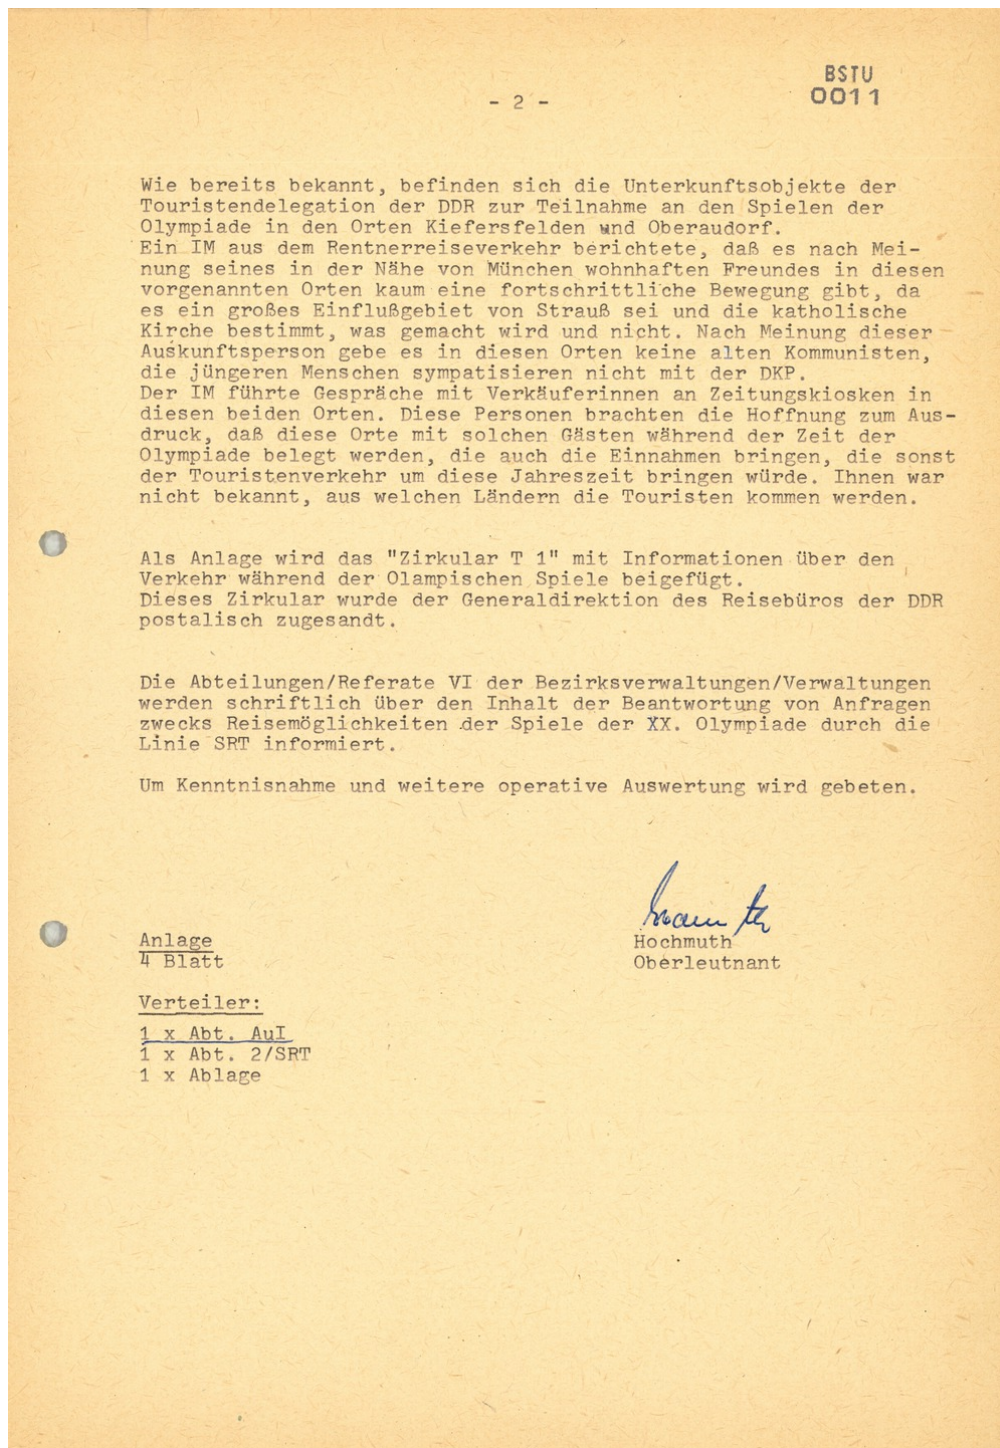 BSTU
0011
- 2 -
Wie bereits bekannt, befinden sich die Unterkunftsobjekte der
Touristendelegation der DDR zur Teilnahme an den Spielen der
Olympiade in den Orten Kiefersfelden und Oberaudorf.
Ein IM aus dem Rentnerreiseverkehr berichtete, daß es nach Mei-
nung seines in der Nähe von München wohnhaften Freundes in diesen
vorgenannten Orten kaum eine fortschrittliche Bewegung gibt, da
es ein großes Einflußgebiet von Strauß sei und die katholische
Kirche bestimmt, was gemacht wird und nicht. Nach Meinung dieser
Auskunftsperson gebe es in diesen Orten keine alten Kommunisten,
die jüngeren Menschen sympatisieren nicht mit der DKP.
Der IM führte Gespräche mit Verkäuferinnen an Zeitungskiosken in
diesen beiden Orten. Diese Personen brachten die Hoffnung zum Aus-
druck, daß diese Orte mit solchen Gästen während der Zeit der
Olympiade belegt werden, die auch die Einnahmen bringen, die sonst
der Touristenverkehr um diese Jahreszeit bringen würde. Ihnen war
nicht bekannt, aus welchen Ländern die Touristen kommen werden.
Als Anlage wird das "Zirkular T 1" mit Informationen über den
Verkehr während der Olampischen Spiele beigefügt.
Dieses Zirkular wurde der Generaldirektion des Reisebüros der DDR
postalisch zugesandt.
Die Abteilungen/Referate VI der Bezirksverwaltungen/Verwaltungen
werden schriftlich über den Inhalt der Beantwortung von Anfragen
zwecks Reisemöglichkeiten der Spiele der XX. Olympiade durch die
Linie SRT informiert.
Um Kenntnisnahme und weitere operative Auswertung wird gebeten.
Hochmuth
Oberleutnant
Anlage
4 Blatt
Verteiler:
1 x Abt. AuI
1 x Abt. 2/SRT
1 x Ablage